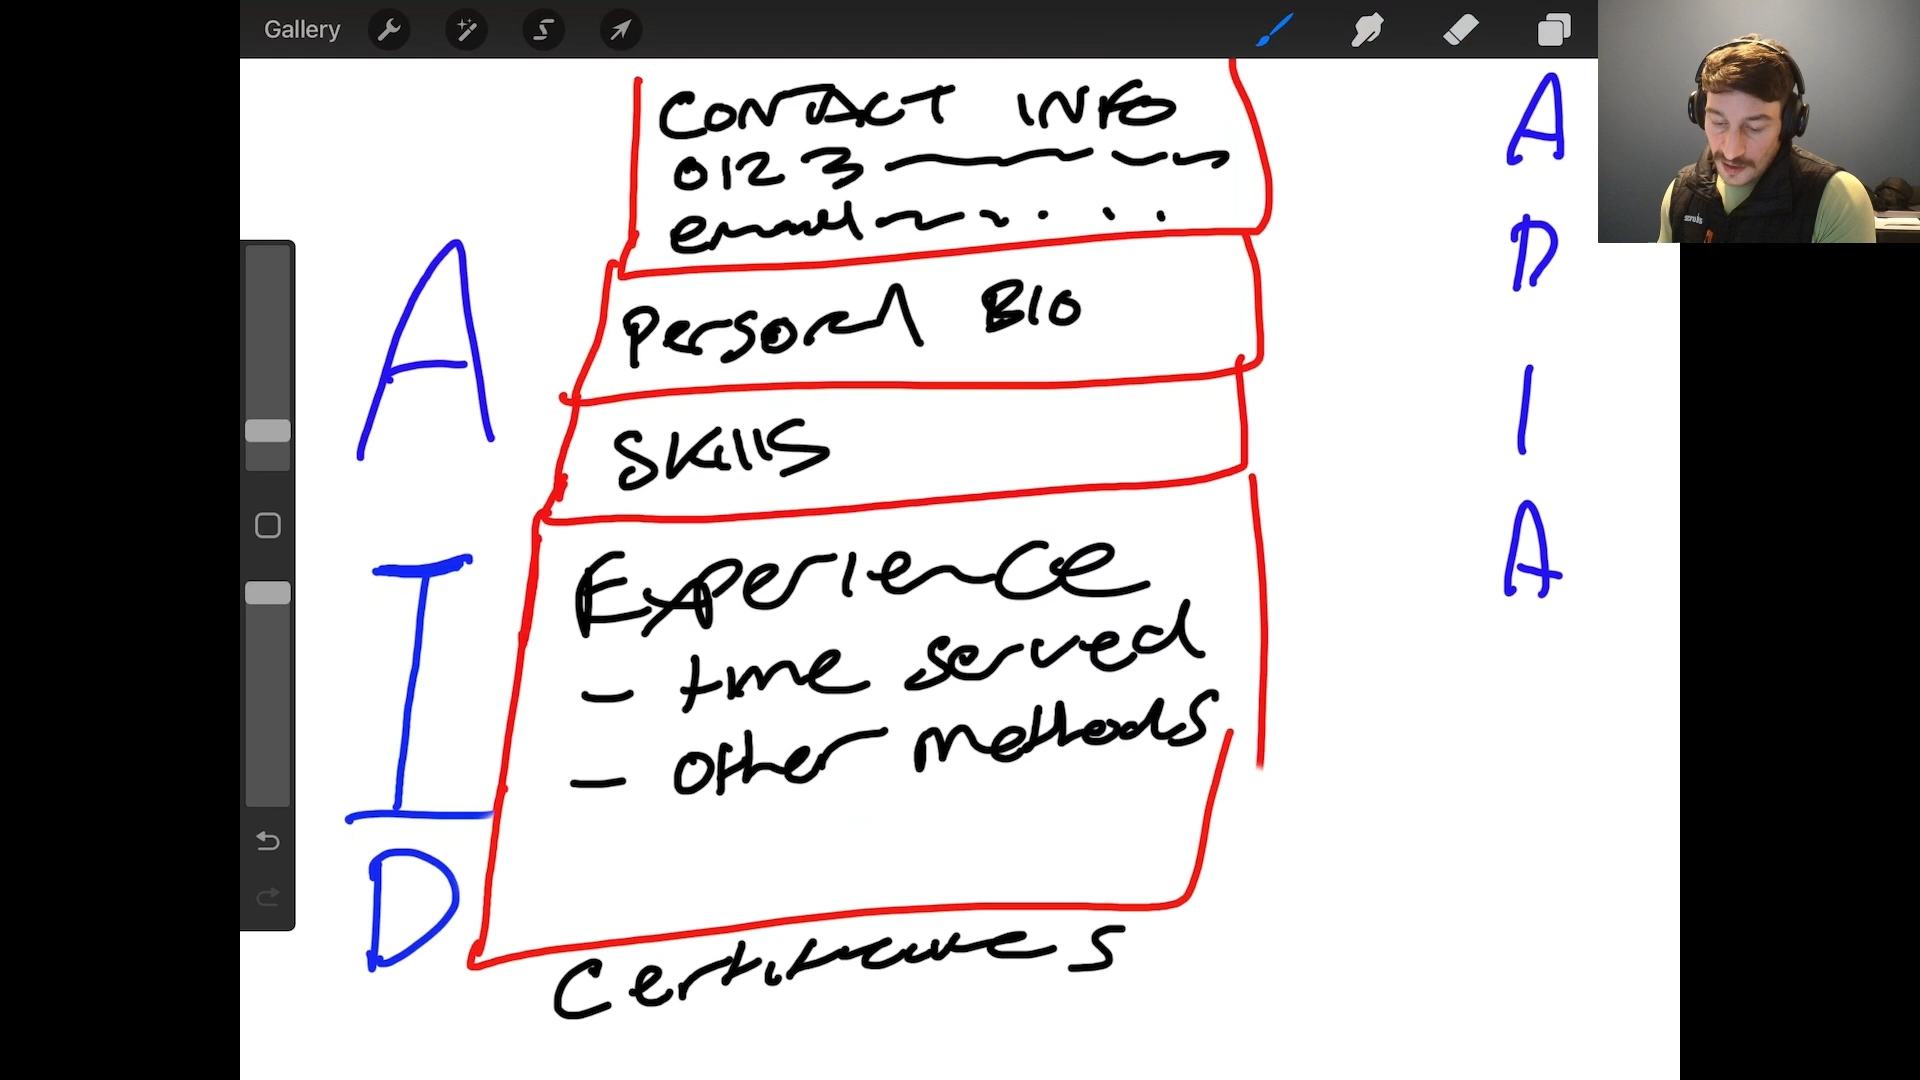 Gallery
CONTACT INFO
0123
email
Personal BIO
SKillS
Experience
- time served
- other methods
Certificates
A
I
D
A
D
I
A